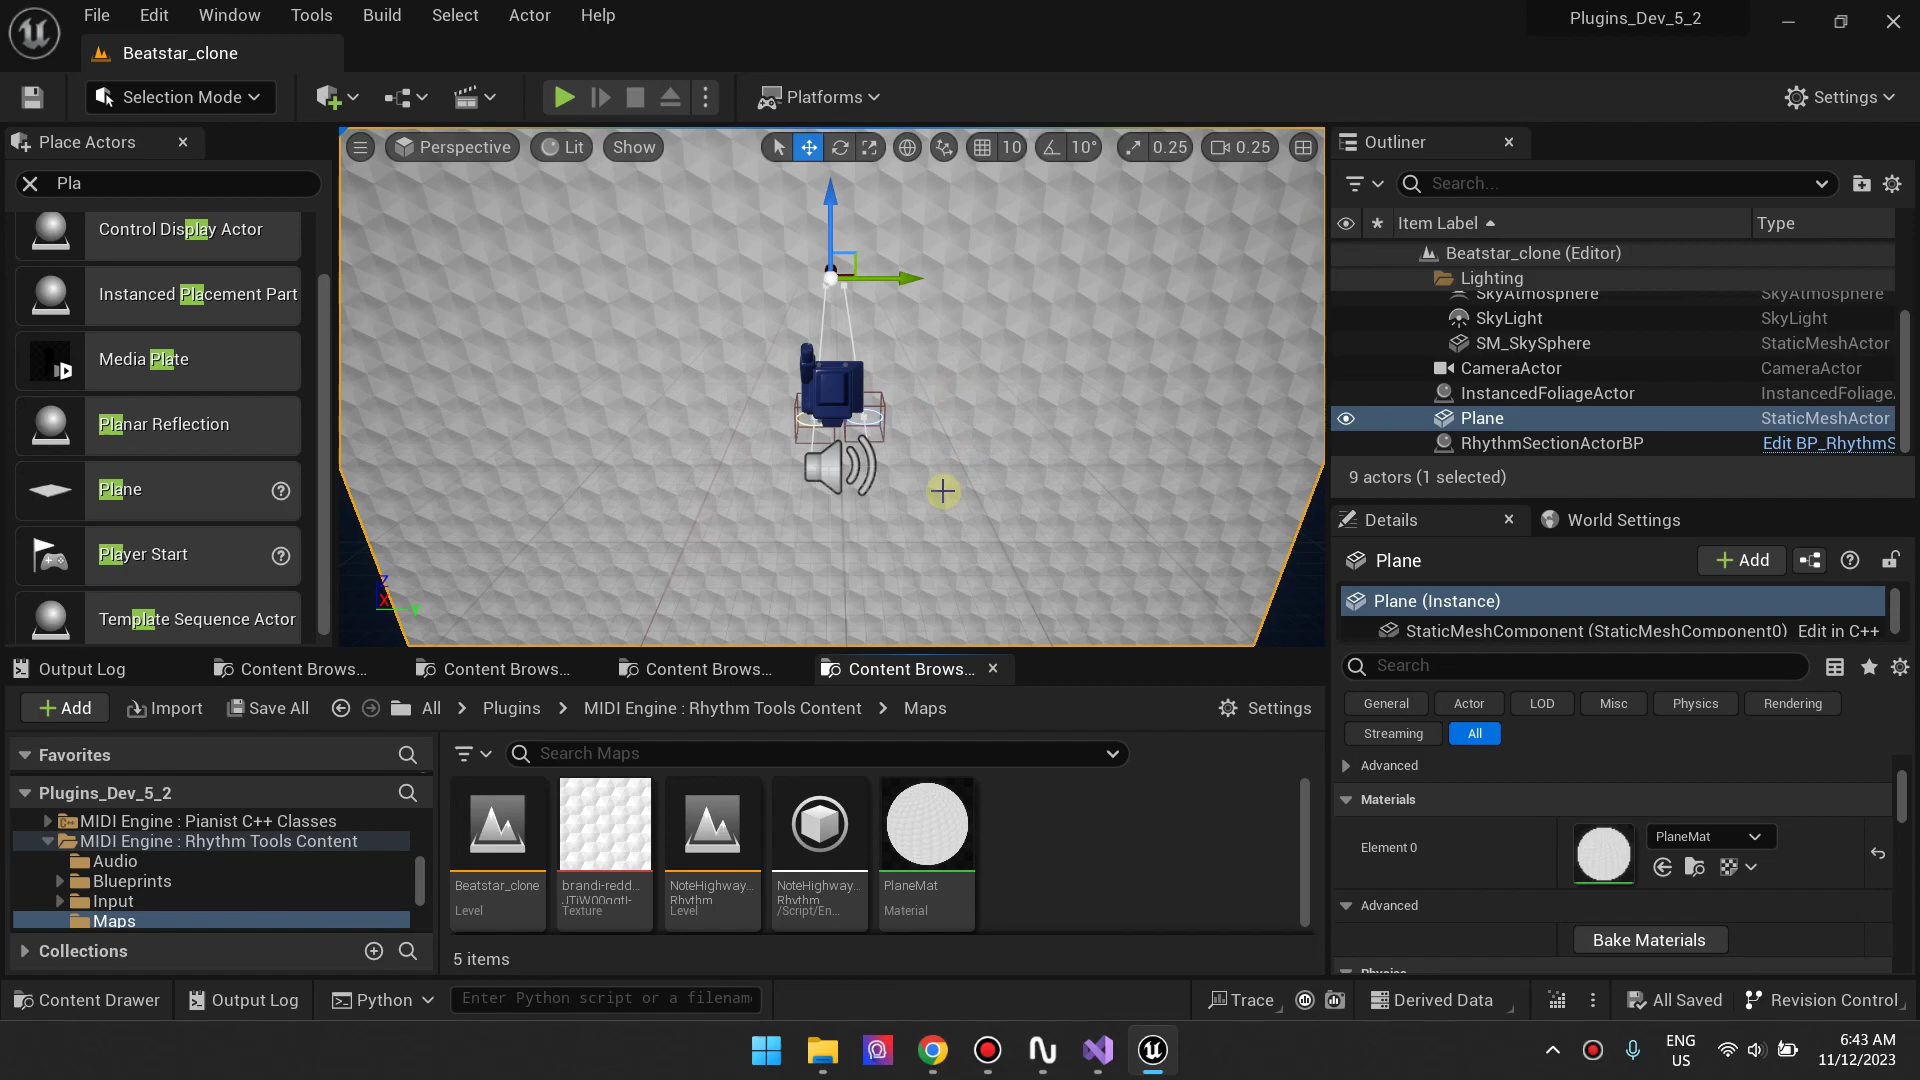 File Edit Window Tools Build Select Actor Help
Plugins_Dev_5_2
Beatstar_clone
Selection Mode
Platforms
Settings
Place Actors
Pla
Control Display Actor
Instanced Placement Part
Media Plate
Planar Reflection
Plane
Player Start
Template Sequence Actor
Perspective
Lit
Show
10
10°
0.25
0.25
Outliner
Search...
Item Label
Type
Beatstar_clone (Editor)
Lighting
SkyAtmosphere SkyAtmosphere
SkyLight SkyLight
SM_SkySphere StaticMeshActor
CameraActor CameraActor
InstancedFoliageActor InstancedFoliage
Plane StaticMeshActor
RhythmSectionActorBP Edit BP_RhythmS
9 actors (1 selected)
Details
World Settings
Plane
Add
Plane (Instance)
StaticMeshComponent (StaticMeshComponent0) Edit in C++
Search
General Actor LOD Misc Physics Rendering
Streaming All
Advanced
Materials
Element 0
PlaneMat
Advanced
Bake Materials
Physics
Output Log
Content Brows...
Content Brows...
Content Brows...
Content Brows...
Add
Import
Save All
All > Plugins > MIDI Engine : Rhythm Tools Content > Maps
Settings
Favorites
Plugins_Dev_5_2
MIDI Engine : Pianist C++ Classes
MIDI Engine : Rhythm Tools Content
Audio
Blueprints
Input
Maps
Collections
Search Maps
Beatstar_clone
Level
brandi-redd...
Texture
NoteHighway...
Rhythm
Level
NoteHighway...
Rhythm
/Script/En...
PlaneMat
Material
5 items
Content Drawer
Output Log
Python
Enter Python script or a filename
Trace
Derived Data
All Saved
Revision Control
ENG
US
6:43 AM
11/12/2023
Z
X
Y